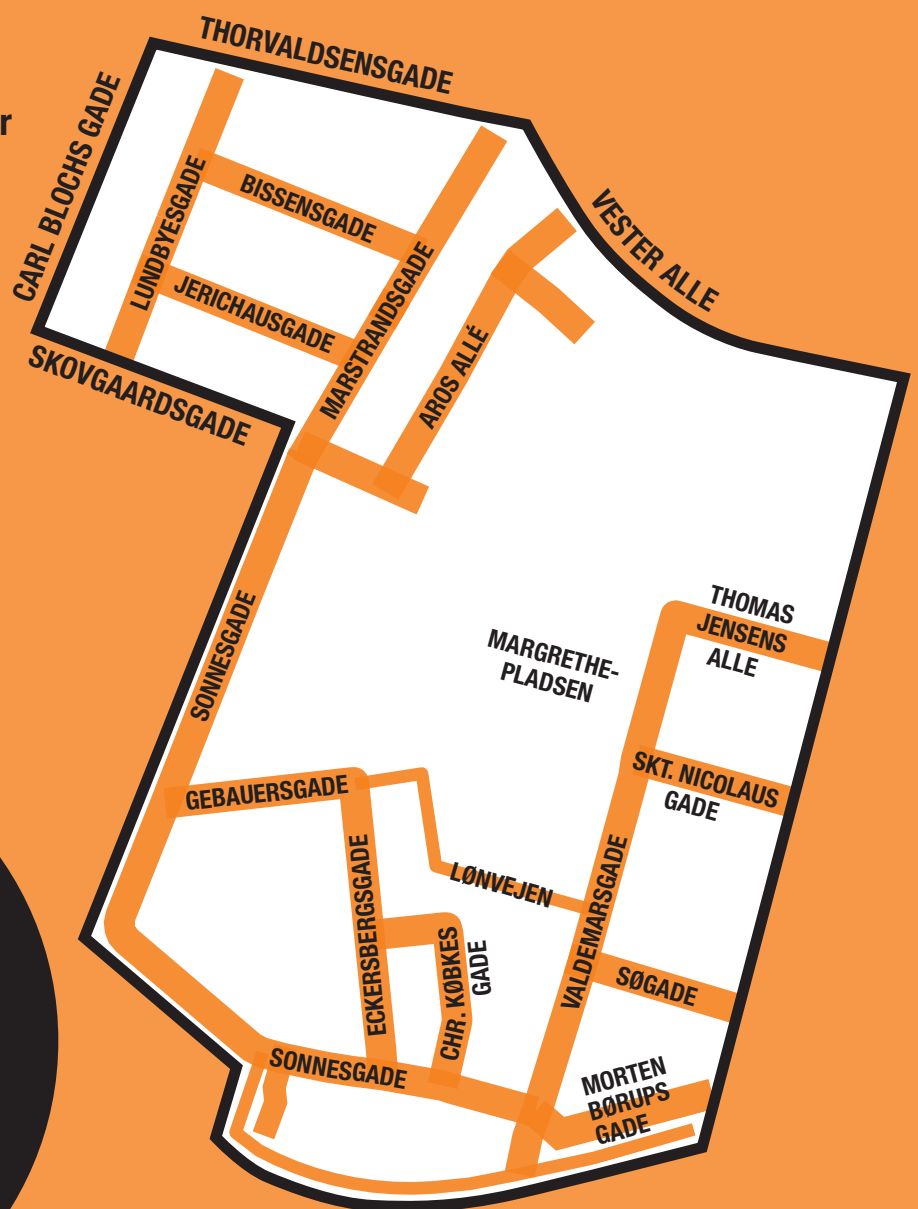 THORVALDSENSGADE
CARL BLOCHS GADE
r
LUNDBYESGADE
BISSENSGADE
VESTER ALLE
JERICHAUSGADE
MARSTRANDSGADE
AROS ALLÉ
SKOVGAARDSGADE
SONNESGADE
THOMAS
JENSENS
ALLE
MARGRETHE-
PLADSEN
SKT. NICOLAUS
GADE
GEBAUERSGADE
LØNVEJEN
ECKERSBERGSGADE
CHR. KØBKES
GADE
VALDEMARSGADE
SØGADE
SONNESGADE
MORTEN
BØRUPS
GADE